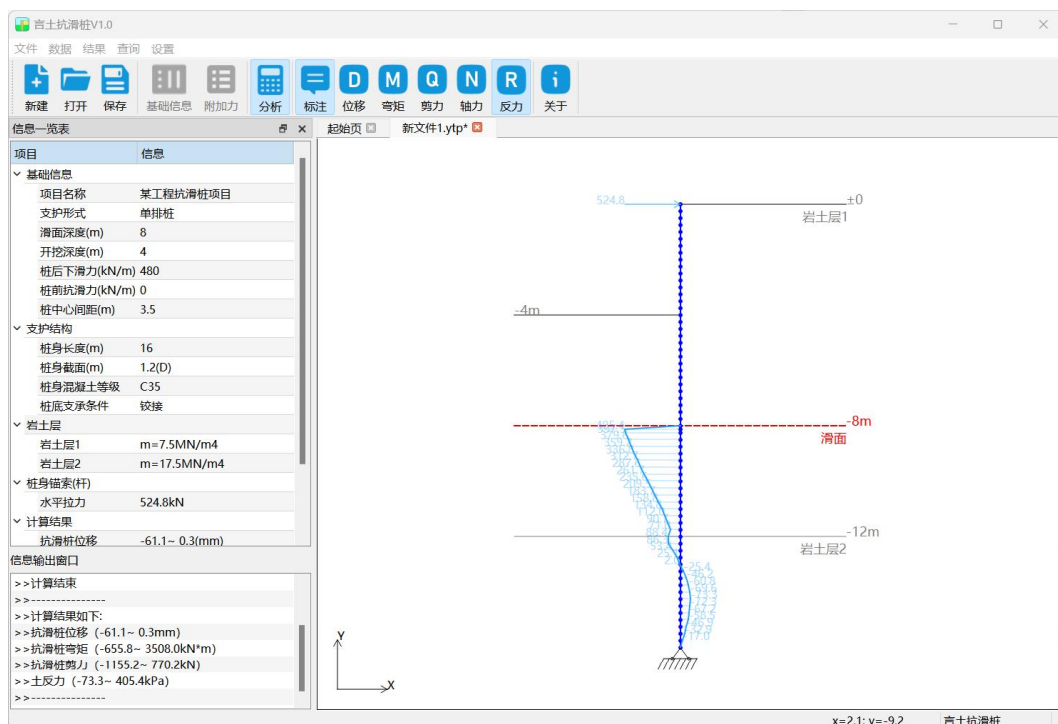 言土抗滑桩V1.0
文件 数据 结果 查询 设置
新建 打开 保存 基础信息 附加力 分析 标注 位移 弯矩 剪力 轴力 反力 关于
D M Q N R
信息一览表
起始页 新文件1.ytp*
项目 信息
基础信息
项目名称 某工程抗滑桩项目
支护形式 单排桩
滑面深度(m) 8
开挖深度(m) 4
桩后下滑力(kN/m) 480
桩前抗滑力(kN/m) 0
桩中心间距(m) 3.5
支护结构
桩身长度(m) 16
桩身截面(m) 1.2(D)
桩身混凝土等级 C35
桩底支承条件 铰接
岩土层
岩土层1 m=7.5MN/m4
岩土层2 m=17.5MN/m4
桩身锚索(杆)
水平拉力 524.8kN
计算结果
抗滑桩位移 -61.1~ 0.3(mm)
信息输出窗口
>>计算结束
>>---------------
>>计算结果如下:
>>抗滑桩位移（-61.1~ 0.3mm)
>>抗滑桩弯矩（-655.8~ 3508.0kN*m)
>>抗滑桩剪力（-1155.2~ 770.2kN)
>>土反力（-73.3~ 405.4kPa)
>>---------------
524.8
±0
岩土层1
-4m
-8m
滑面
-12m
岩土层2
-25.4
-17.0
Y
X
x=2.1; y=-9.2 言土抗滑桩